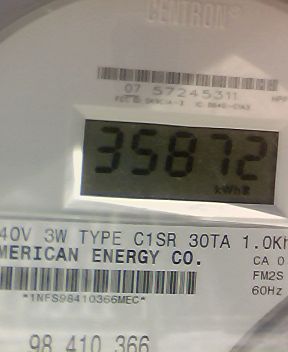 CENTRON®
07 57245311
35872
kWh
40V 3W TYPE C1SR 30TA 1.0Kh
MERICAN ENERGY CO.
CA 0
FM2S
60Hz
*1NFS98410366MEC*
98 410 366